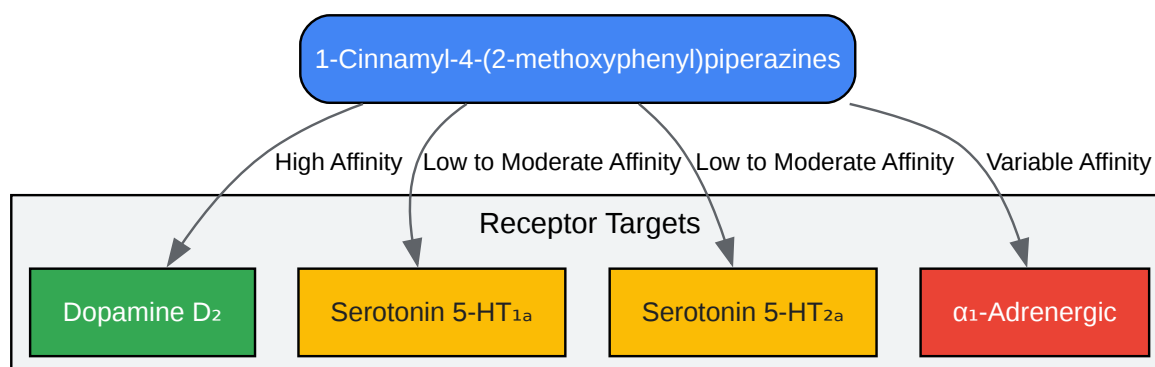 1-Cinnamyl-4-(2-methoxyphenyl)piperazines
High Affinity
Low to Moderate Affinity
Low to Moderate Affinity
Variable Affinity
Receptor Targets
Dopamine D₂
Serotonin 5-HT₁ₐ
Serotonin 5-HT₂ₐ
α₁-Adrenergic